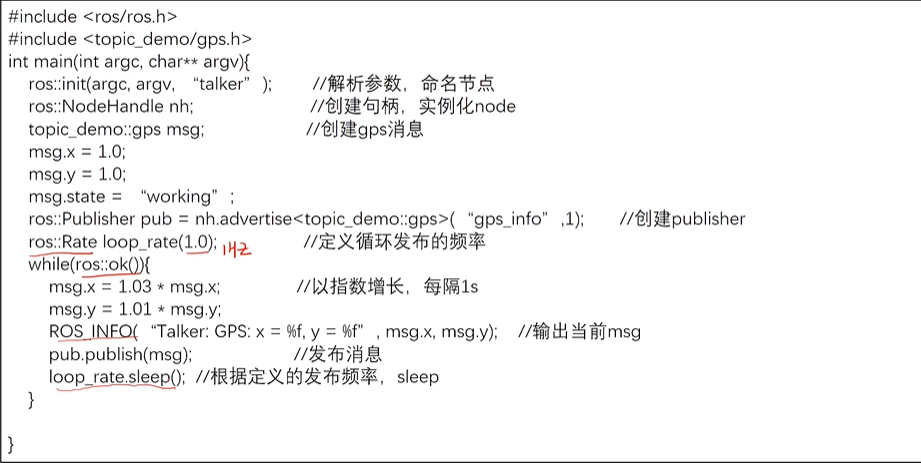 #include <ros/ros.h>
#include <topic_demo/gps.h>
int main(int argc, char** argv){
ros::init(argc, argv, “talker” ); //解析参数，命名节点
ros::NodeHandle nh; //创建句柄，实例化node
topic_demo::gps msg; //创建gps消息
msg.x = 1.0;
msg.y = 1.0;
msg.state = “working” ;
ros::Publisher pub = nh.advertise<topic_demo::gps>( “gps_info” ,1); //创建publisher
ros::Rate loop_rate(1.0); 1HZ //定义循环发布的频率
while(ros::ok()){
msg.x = 1.03 * msg.x; //以指数增长，每隔1s
msg.y = 1.01 * msg.y;
ROS_INFO( “Talker: GPS: x = %f, y = %f” , msg.x, msg.y); //输出当前msg
pub.publish(msg); //发布消息
loop_rate.sleep(); //根据定义的发布频率，sleep
}
}